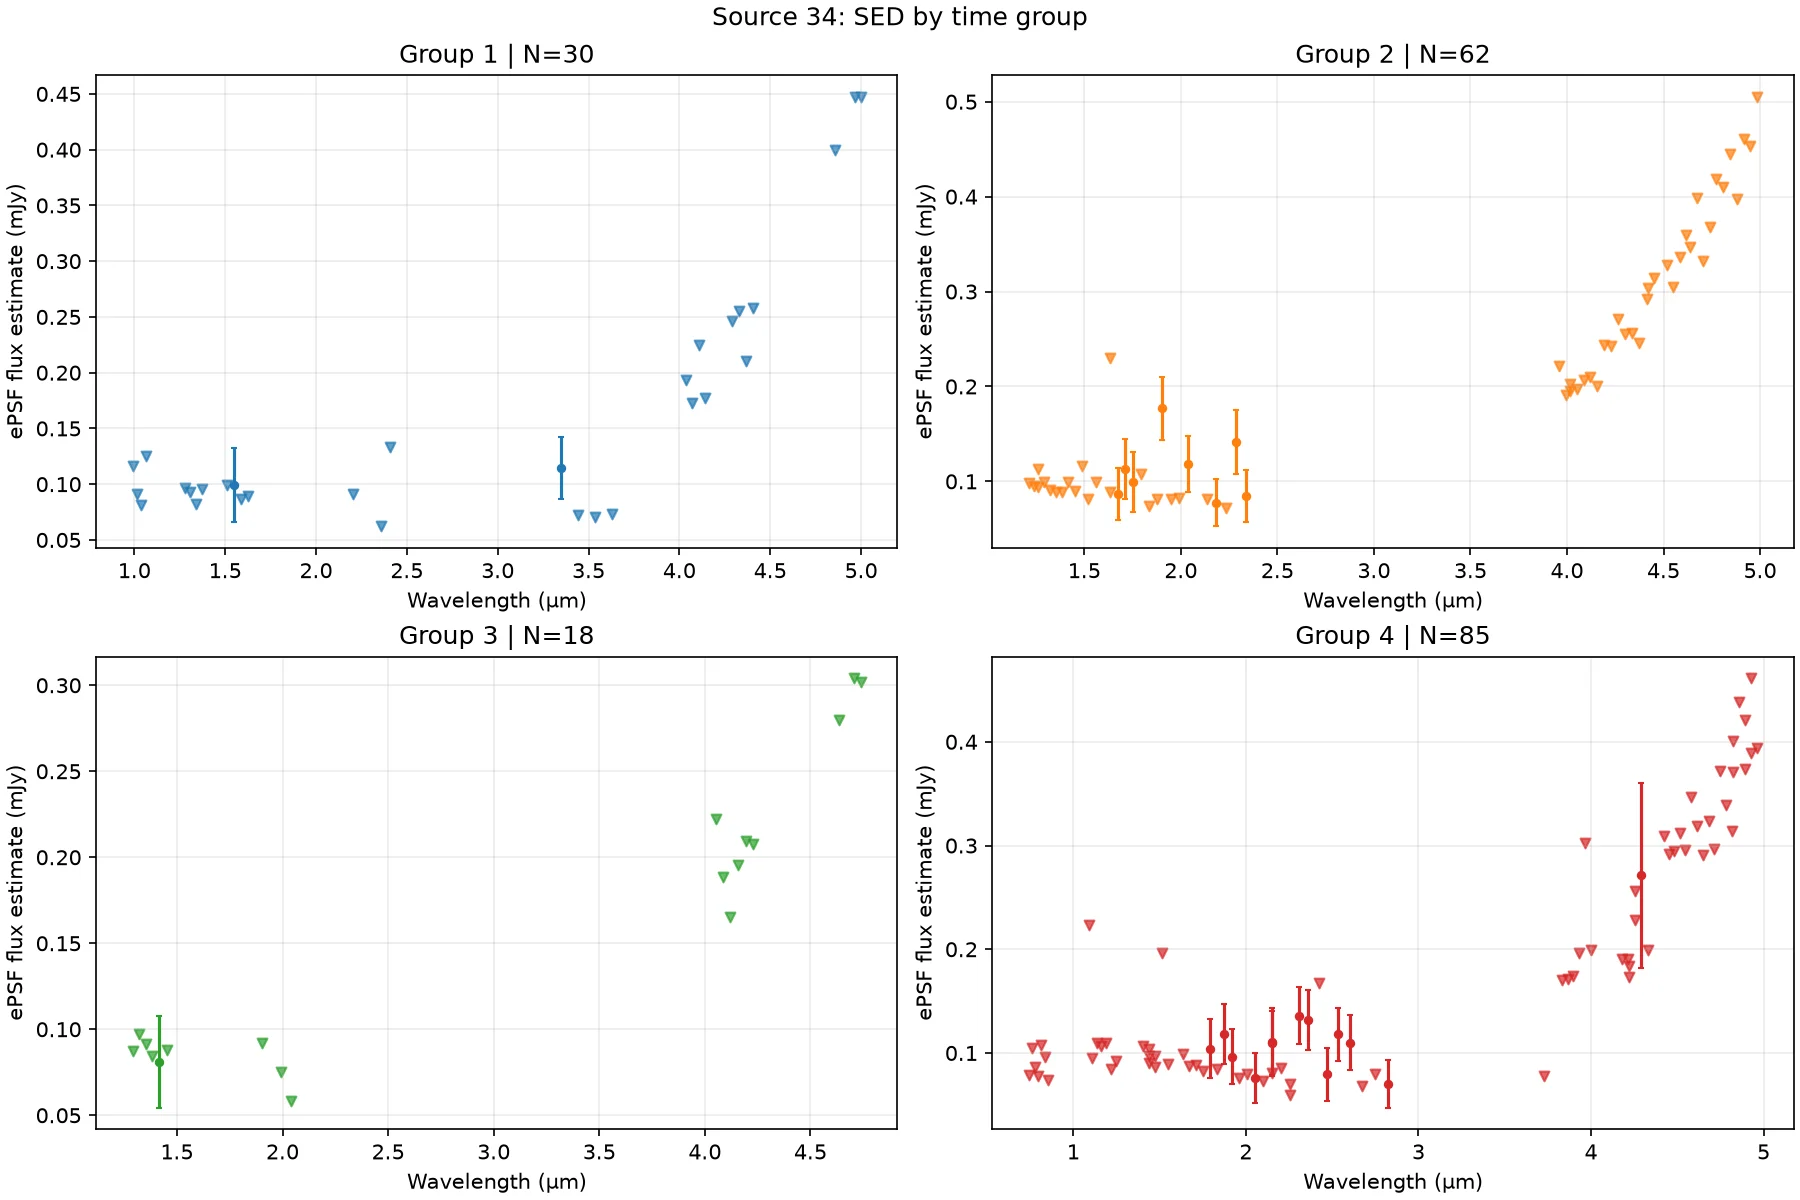 Source 34: SED by time group
Group 1 | N=30
ePSF flux estimate (mJy)
0.45
0.40
0.35
0.30
0.25
0.20
0.15
0.10
0.05
1.0 1.5 2.0 2.5 3.0 3.5 4.0 4.5 5.0
Wavelength (µm)
Group 2 | N=62
ePSF flux estimate (mJy)
0.5
0.4
0.3
0.2
0.1
1.5 2.0 2.5 3.0 3.5 4.0 4.5 5.0
Wavelength (µm)
Group 3 | N=18
ePSF flux estimate (mJy)
0.30
0.25
0.20
0.15
0.10
0.05
1.5 2.0 2.5 3.0 3.5 4.0 4.5
Wavelength (µm)
Group 4 | N=85
ePSF flux estimate (mJy)
0.4
0.3
0.2
0.1
1 2 3 4 5
Wavelength (µm)